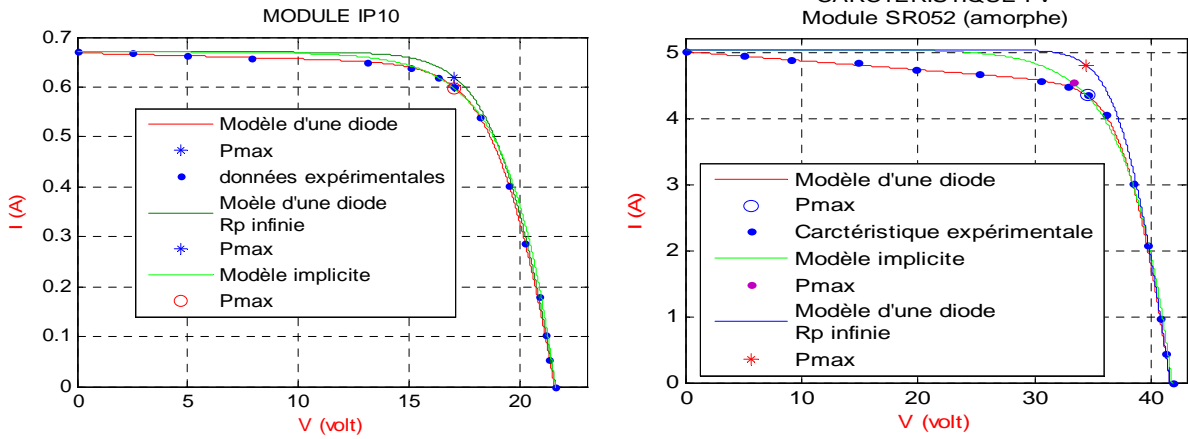 MODULE IP10
0.7
0.6
0.5
0.4
0.3
0.2
0.1
0
I (A)
Modèle d'une diode
Pmax
données expérimentales
Moèle d'une diode
Rp infinie
Pmax
Modèle implicite
Pmax
0 5 10 15 20
V (volt)
Module SR052 (amorphe)
5
4
3
2
1
0
I (A)
Modèle d'une diode
Pmax
Carctéristique expérimentale
Modèle implicite
Pmax
Modèle d'une diode
Rp infinie
Pmax
0 10 20 30 40
V (volt)